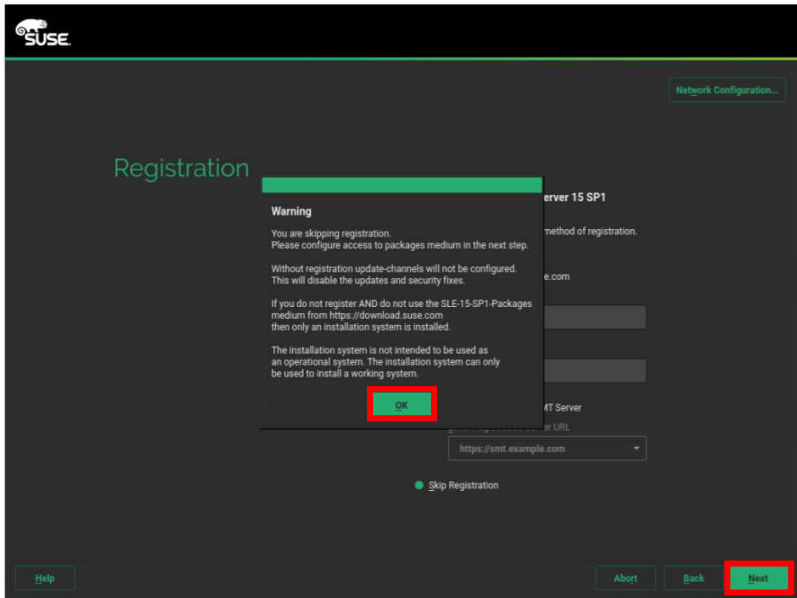 SUSE.
Network Configuration...
Registration
erver 15 SP1
method of registration.
e.com
Warning
You are skipping registration.
Please configure access to packages medium in the next step.
Without registration update-channels will not be configured.
This will disable the updates and security fixes.
If you do not register AND do not use the SLE-15-SP1-Packages
medium from https://download.suse.com
then only an installation system is installed.
The installation system is not intended to be used as
an operational system. The installation system can only
be used to install a working system.
OK
MT Server
er URL
https://smt.example.com
Skip Registration
Help
Abort
Back
Next